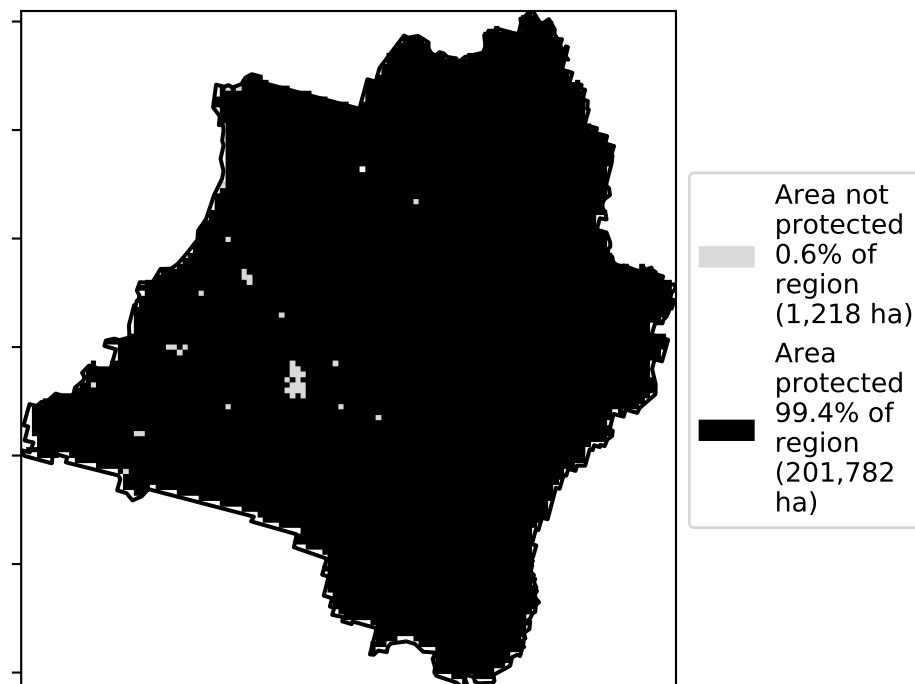 Area not
protected
0.6% of
region
(1,218 ha)
Area
protected
99.4% of
region
(201,782
ha)